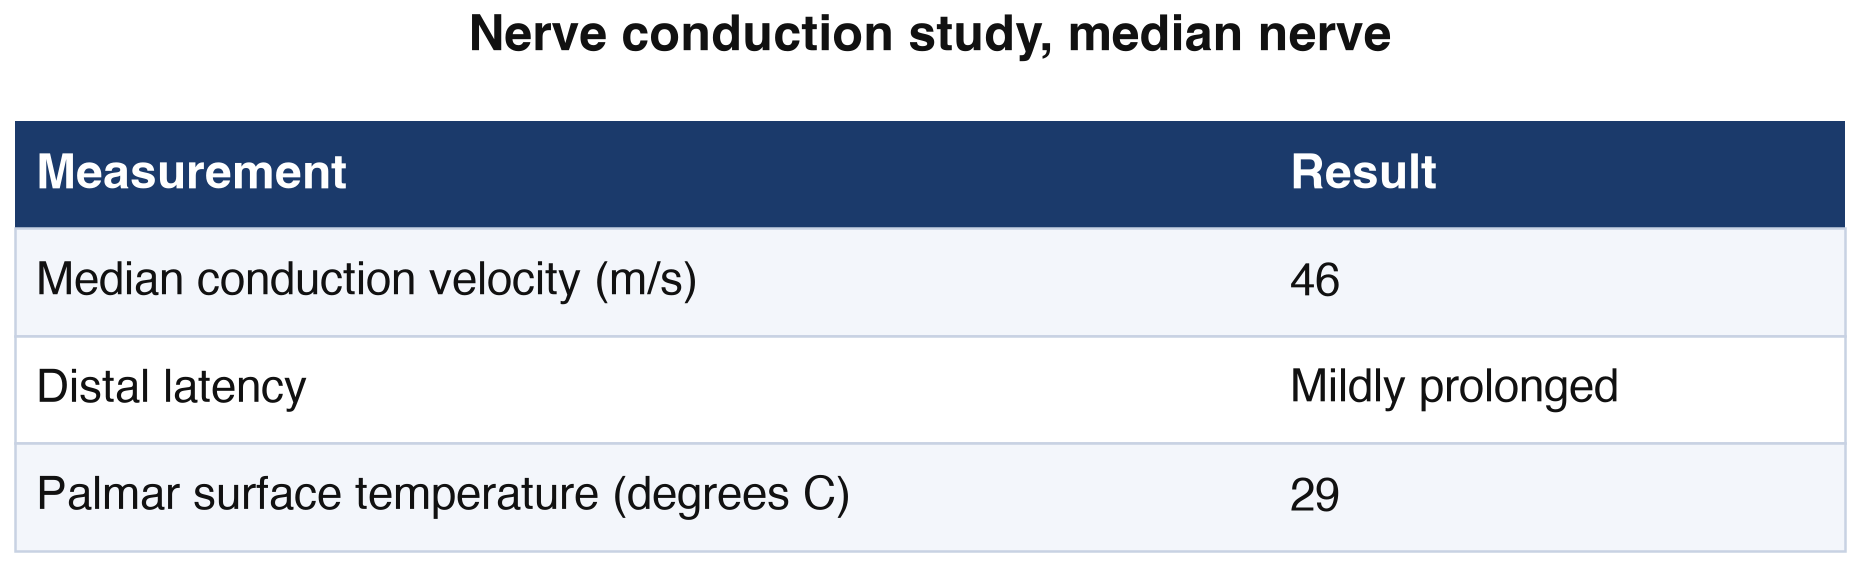 Nerve conduction study, median nerve
Measurement Result
Median conduction velocity (m/s) 46
Distal latency Mildly prolonged
Palmar surface temperature (degrees C) 29